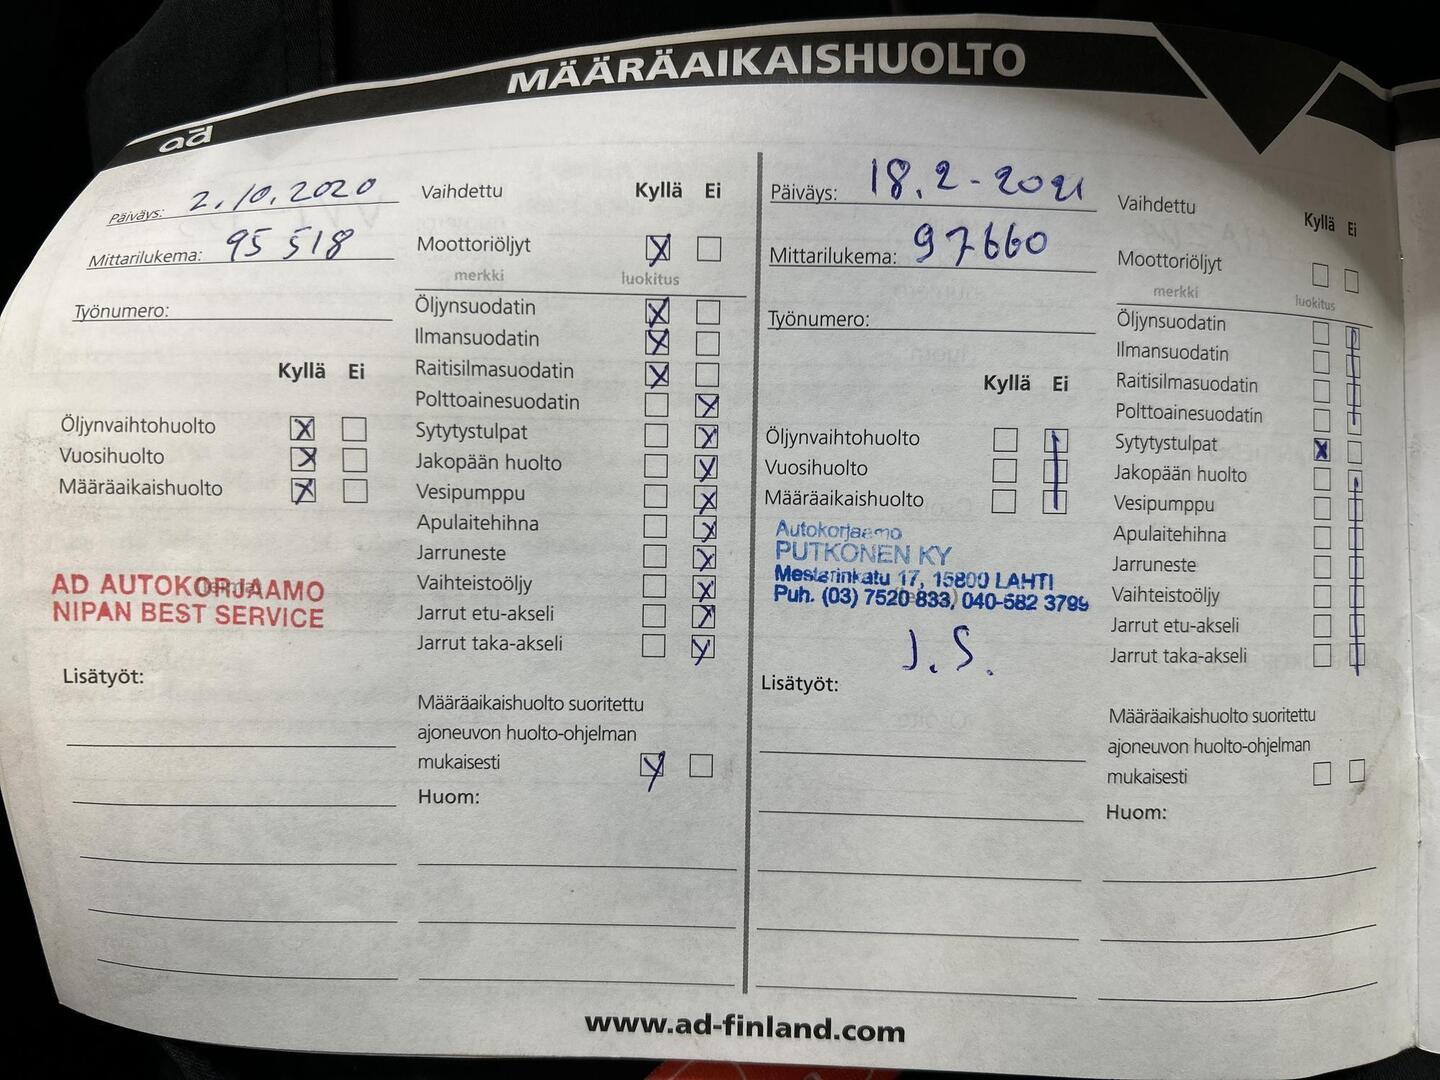 MÄÄRÄAIKAISHUOLTO
ad
Päiväys: 2.10.2020
Mittarilukema: 95 518
Työnumero:
Kyllä Ei
Öljynvaihtohuolto X
Vuosihuolto X
Määräaikaishuolto X
AD AUTOKORJAAMO
NIPAN BEST SERVICE
Lisätyöt:
Vaihdettu Kyllä Ei
Moottoriöljyt X
merkki luokitus
Öljynsuodatin X
Ilmansuodatin X
Raitisilmasuodatin X
Polttoainesuodatin X
Sytytystulpat X
Jakopään huolto X
Vesipumppu X
Apulaitehihna X
Jarruneste X
Vaihteistoöljy X
Jarrut etu-akseli X
Jarrut taka-akseli X
Määräaikaishuolto suoritettu
ajoneuvon huolto-ohjelman
mukaisesti X
Huom:
Päiväys: 18.2-2021
Mittarilukema: 97660
Työnumero:
Kyllä Ei
Öljynvaihtohuolto
Vuosihuolto
Määräaikaishuolto
Autokorjaamo
PUTKONEN KY
Mestarinkatu 17, 15800 LAHTI
Puh. (03) 7520 833, 040-582 3799
J.S.
Lisätyöt:
Vaihdettu Kyllä Ei
Moottoriöljyt
merkki luokitus
Öljynsuodatin
Ilmansuodatin
Raitisilmasuodatin
Polttoainesuodatin
Sytytystulpat X
Jakopään huolto
Vesipumppu
Apulaitehihna
Jarruneste
Vaihteistoöljy
Jarrut etu-akseli
Jarrut taka-akseli
Määräaikaishuolto suoritettu
ajoneuvon huolto-ohjelman
mukaisesti
Huom:
www.ad-finland.com